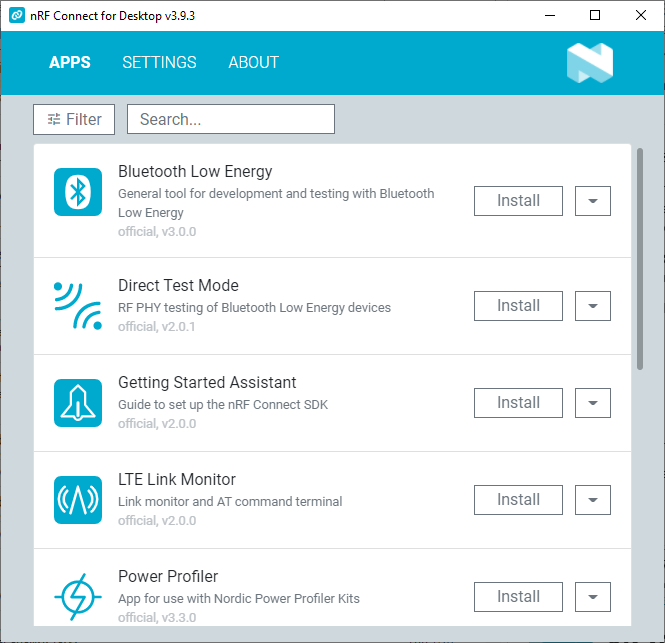 nRF Connect for Desktop v3.9.3
APPS SETTINGS ABOUT
Filter Search...
Bluetooth Low Energy
General tool for development and testing with Bluetooth
Low Energy
official, v3.0.0
Install
Direct Test Mode
RF PHY testing of Bluetooth Low Energy devices
official, v2.0.1
Install
Getting Started Assistant
Guide to set up the nRF Connect SDK
official, v2.0.0
Install
LTE Link Monitor
Link monitor and AT command terminal
official, v2.0.0
Install
Power Profiler
App for use with Nordic Power Profiler Kits
official, v3.3.0
Install